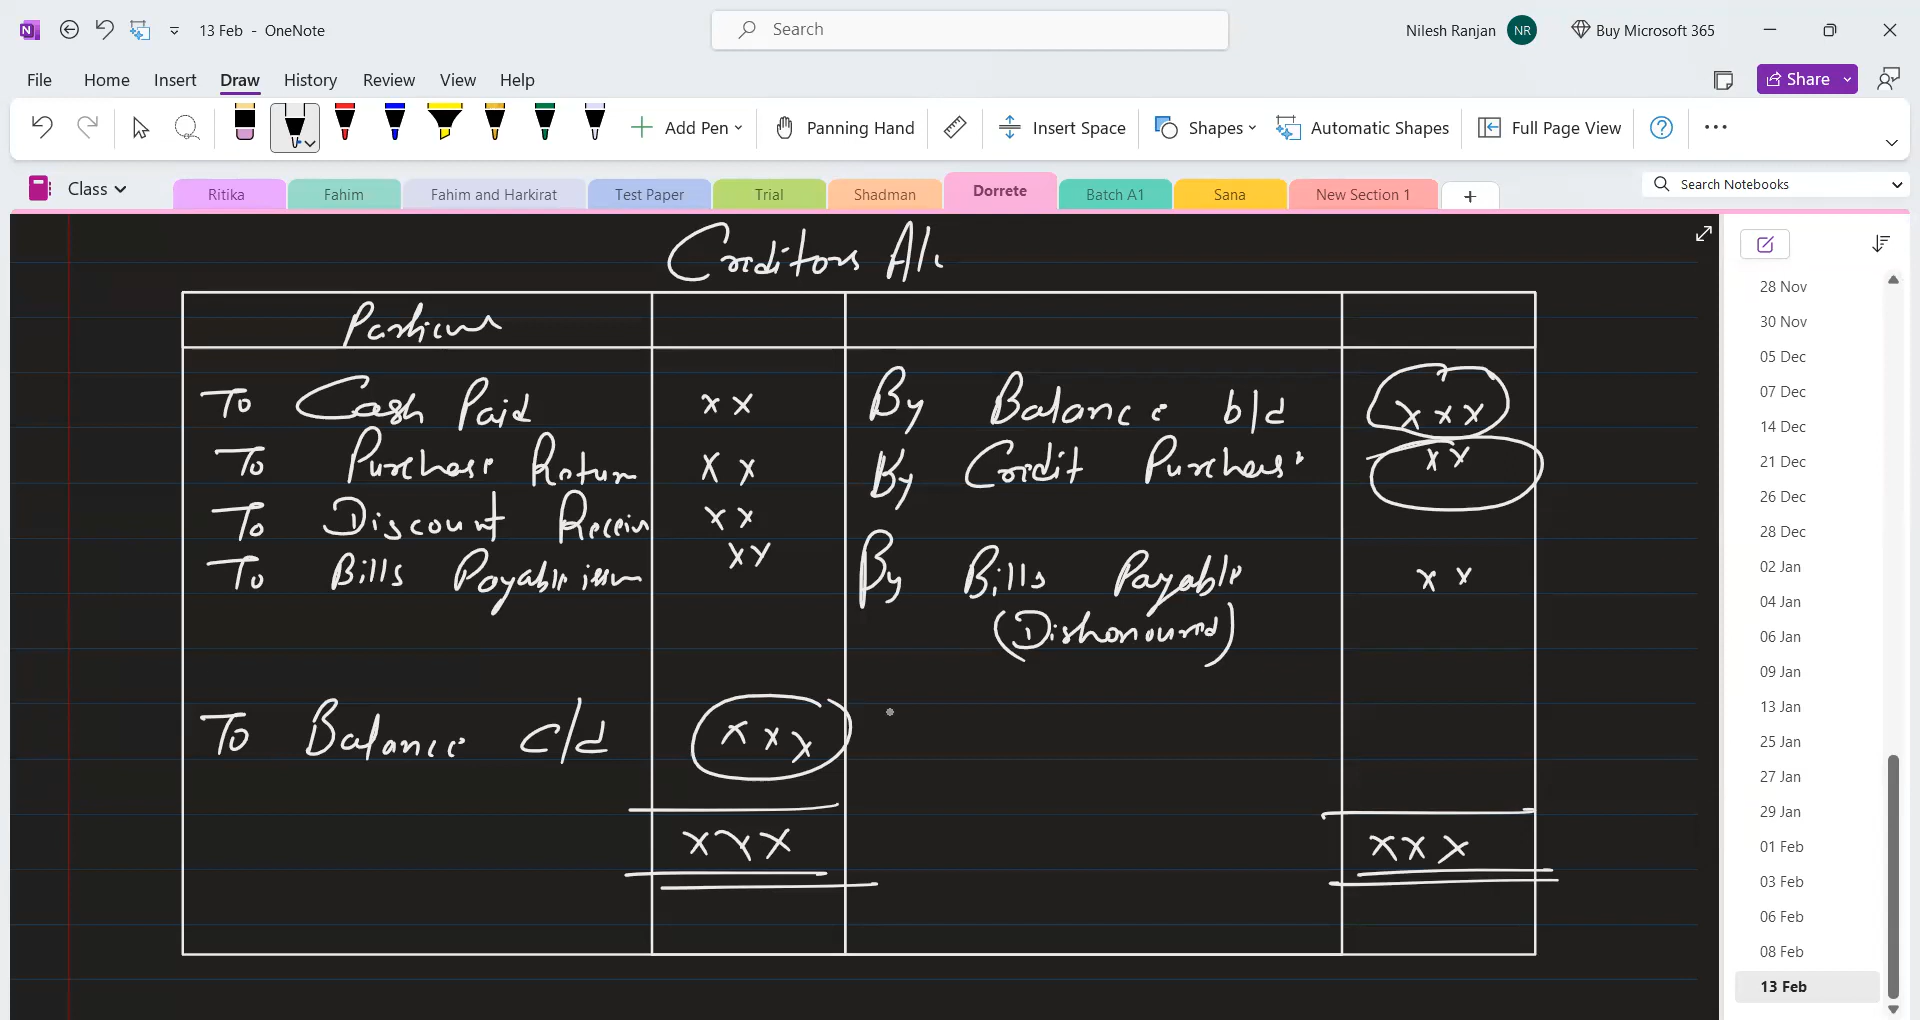 13 Feb - OneNote
Search
Nilesh Ranjan NR
Buy Microsoft 365
File Home Insert Draw History Review View Help
Share
Add Pen
Panning Hand
Insert Space
Shapes
Automatic Shapes
Full Page View
Class
Ritika
Fahim
Fahim and Harkirat
Test Paper
Trial
Shadman
Dorrete
Batch A1
Sana
New Section 1
Search Notebooks
Creditors A/c
To Cash Paid xx By Balance b/d xxx
To Purchase Return xx By Credit Purchase xx
To Discount xx
To Bills Payable xx By Bills Payable xx
(Dishonoured)
To Balance c/d xxx
xxx xxx
28 Nov
30 Nov
05 Dec
07 Dec
14 Dec
21 Dec
26 Dec
28 Dec
02 Jan
04 Jan
06 Jan
09 Jan
13 Jan
25 Jan
27 Jan
29 Jan
01 Feb
03 Feb
06 Feb
08 Feb
13 Feb